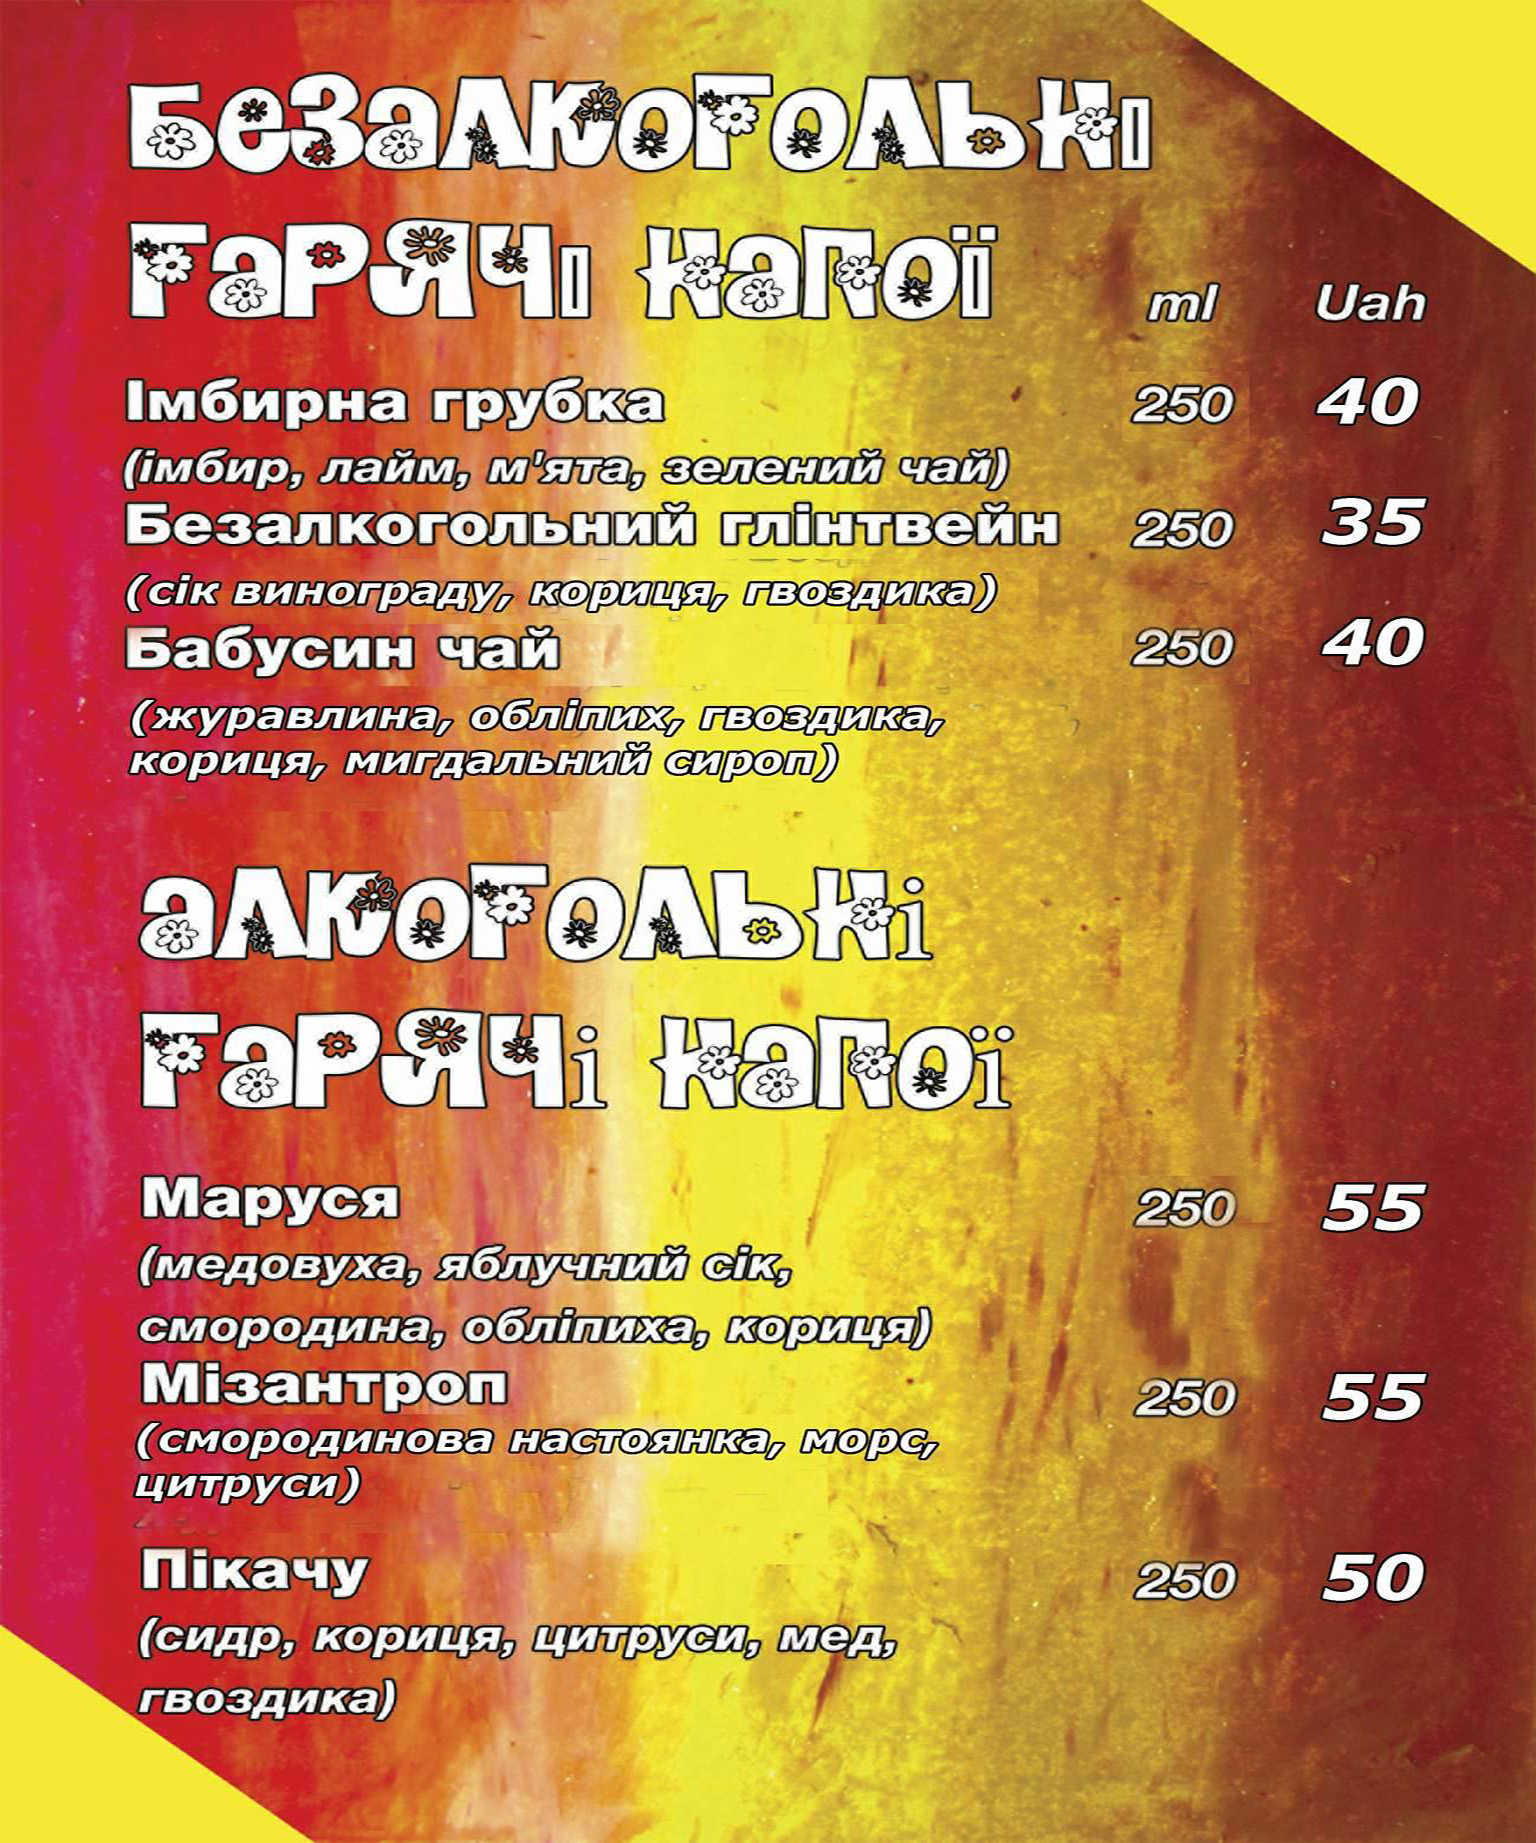 Безалкогольні
гарячі напої
ml Uah
Імбирна грубка 250 40
(імбир, лайм, м'ята, зелений чай)
Безалкогольний глінтвейн 250 35
(сік винограду, кориця, гвоздика)
Бабусин чай 250 40
(журавлина, обліпих, гвоздика,
кориця, мигдальний сироп)
алкогольні
гарячі напої
Маруся 250 55
(медовуха, яблучний сік,
смородина, обліпиха, кориця)
Мізантроп 250 55
(смородинова настоянка, морс,
цитруси)
Пікачу 250 50
(сидр, кориця, цитруси, мед,
гвоздика)